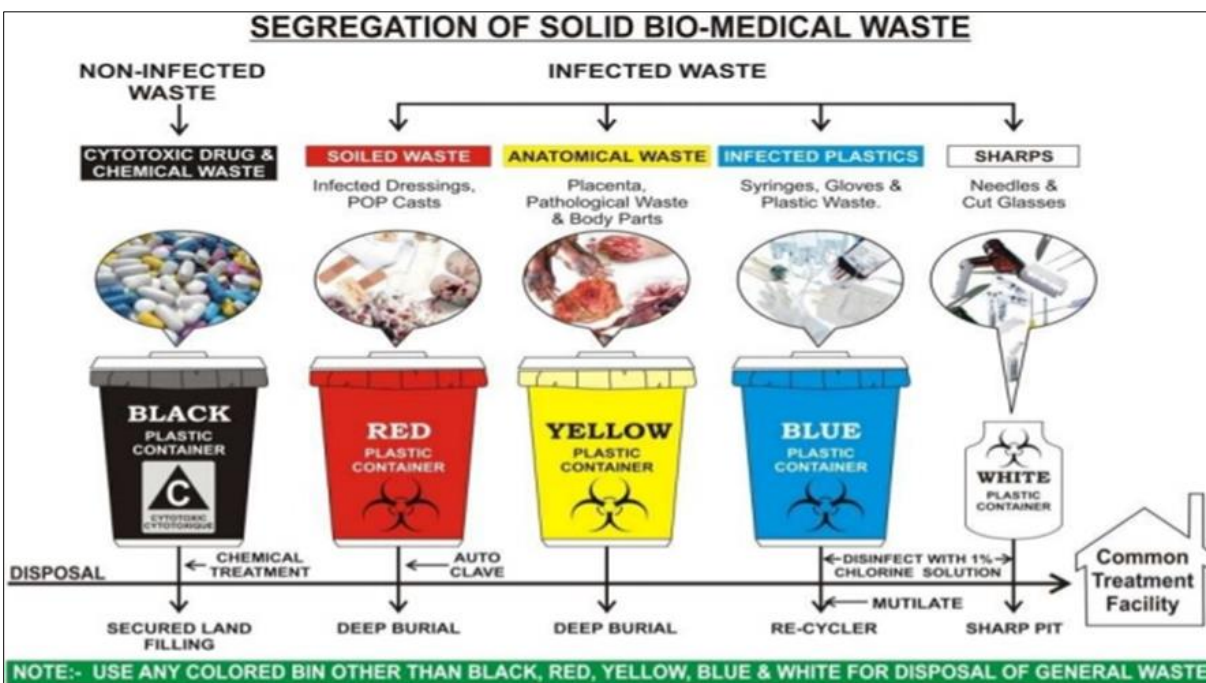 SEGREGATION OF SOLID BIO-MEDICAL WASTE
NON-INFECTED
WASTE
INFECTED WASTE
CYTOTOXIC DRUG &
CHEMICAL WASTE
SOILED WASTE
Infected Dressings,
POP Casts
ANATOMICAL WASTE
Placenta,
Pathological Waste
& Body Parts
INFECTED PLASTICS
Syringes, Gloves &
Plastic Waste.
SHARPS
Needles &
Cut Glasses
BLACK
PLASTIC
CONTAINER
C
CYTOTOXIC
CYTOTOXIQUE
RED
PLASTIC
CONTAINER
YELLOW
PLASTIC
CONTAINER
BLUE
PLASTIC
CONTAINER
WHITE
PLASTIC
CONTAINER
DISPOSAL
CHEMICAL
TREATMENT
AUTO
CLAVE
DISINFECT WITH 1%
CHLORINE SOLUTION
MUTILATE
Common
Treatment
Facility
SECURED LAND
FILLING
DEEP BURIAL
DEEP BURIAL
RE-CYCLER
SHARP PIT
NOTE:- USE ANY COLORED BIN OTHER THAN BLACK, RED, YELLOW, BLUE & WHITE FOR DISPOSAL OF GENERAL WASTE